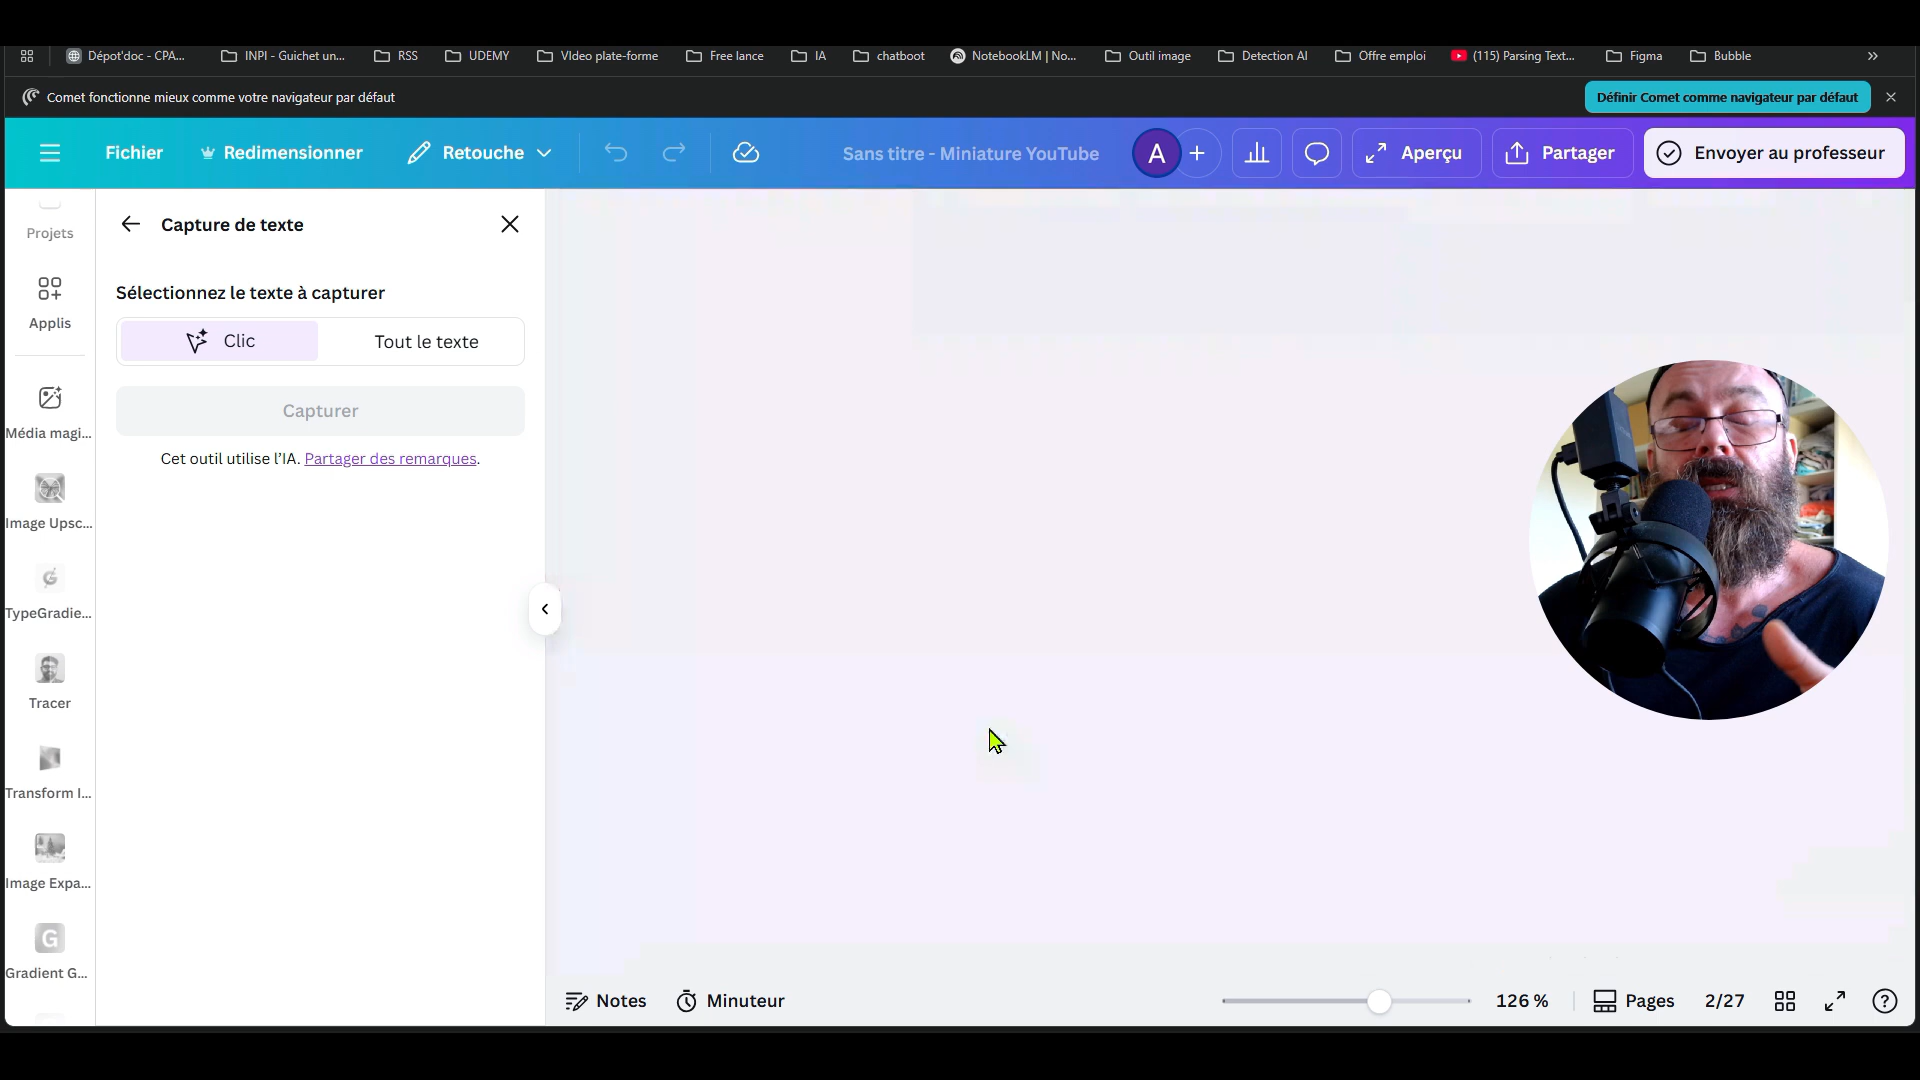 Dépot'doc - CPA...
INPI - Guichet un...
RSS
UDEMY
VIdeo plate-forme
Free lance
IA
chatboot
NotebookLM | No...
Outil image
Detection AI
Offre emploi
(115) Parsing Text...
Figma
Bubble
Comet fonctionne mieux comme votre navigateur par défaut
Définir Comet comme navigateur par défaut
Fichier
Redimensionner
Retouche
Sans titre - Miniature YouTube
A
Aperçu
Partager
Envoyer au professeur
Projets
Applis
Média magi...
Image Upsc...
TypeGradie...
Tracer
Transform I...
Image Expa...
G
Gradient G...
Capture de texte
Sélectionnez le texte à capturer
Clic
Tout le texte
Capturer
Cet outil utilise l'IA. Partager des remarques.
Notes
Minuteur
126 %
Pages
2/27